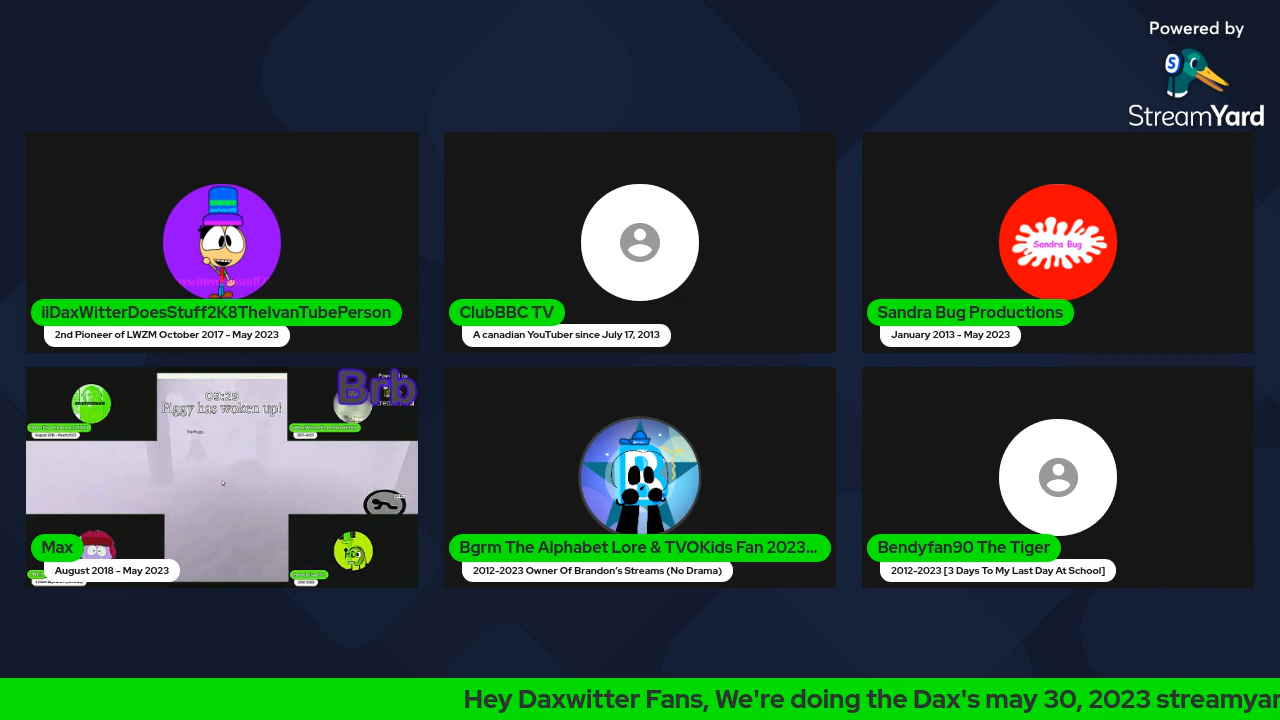 Powered by
StreamYard
Sandra Bug
iiDaxWitterDoesStuff2K8TheIvanTubePerson
2nd Pioneer of LWZM October 2017 - May 2023
ClubBBC TV
A canadian YouTuber since July 17, 2013
Sandra Bug Productions
January 2013 - May 2023
Brb
09:29
Piggy has woken up!
Max
August 2018 - May 2023
Bgrm The Alphabet Lore & TVOKids Fan 2023...
2012-2023 Owner Of Brandon's Streams (No Drama)
Bendyfan90 The Tiger
2012-2023 [3 Days To My Last Day At School]
Hey Daxwitter Fans, We're doing the Dax's may 30, 2023 streamyar